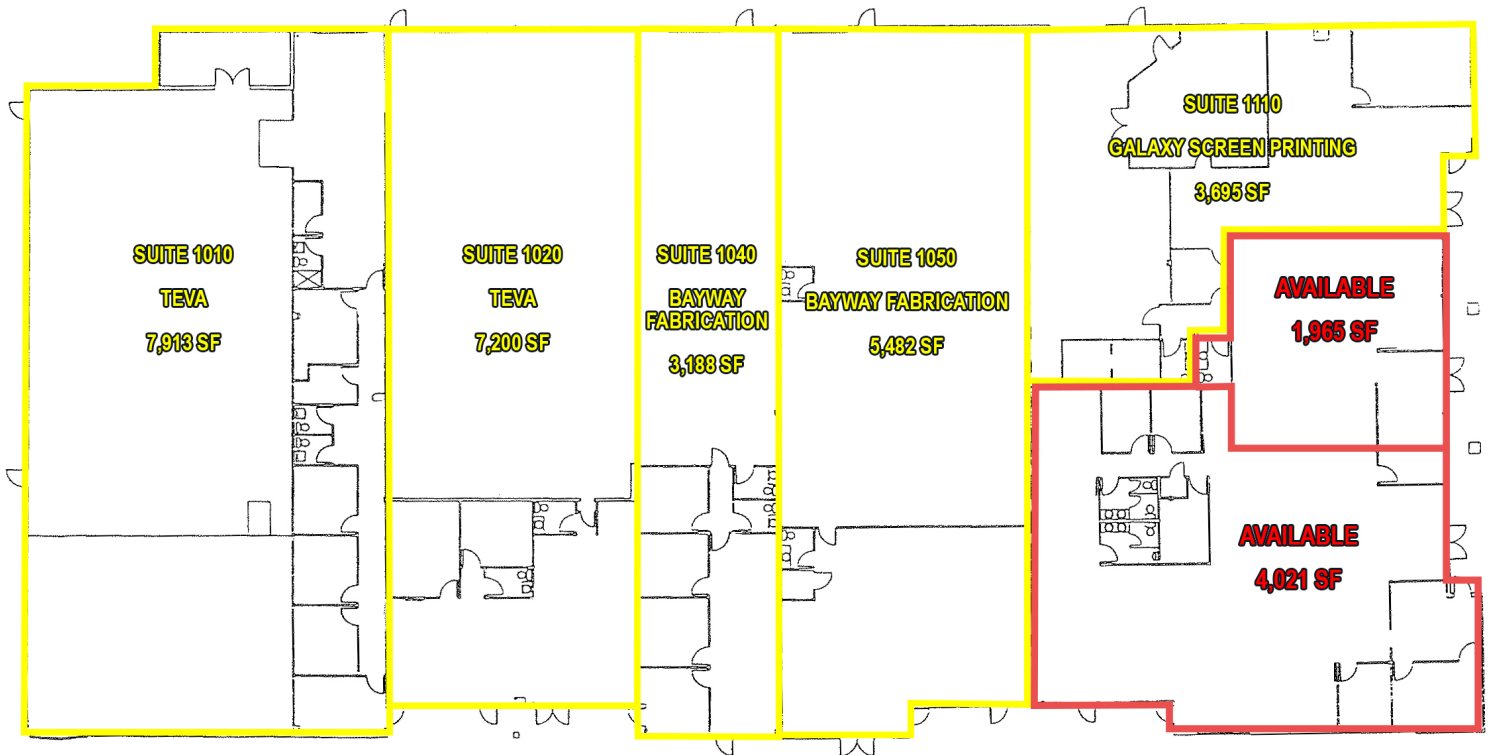 SUITE 1010
TEVA
7,913 SF
SUITE 1020
TEVA
7,200 SF
SUITE 1040
BAYWAY
FABRICATION
3,188 SF
SUITE 1050
BAYWAY FABRICATION
5,482 SF
SUITE 1110
GALAXY SCREEN PRINTING
3,695 SF
AVAILABLE
1,965 SF
AVAILABLE
4,021 SF